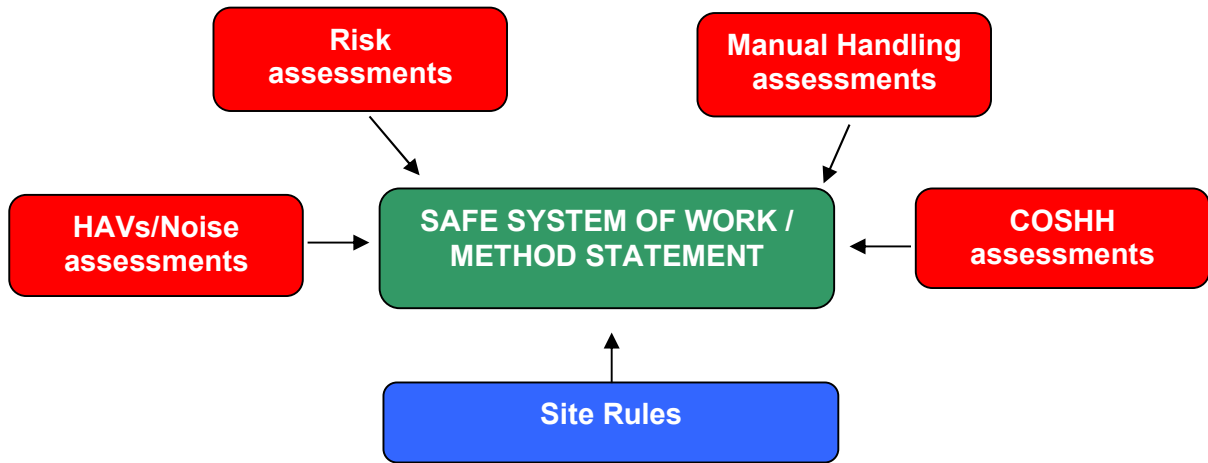 Risk
assessments
Manual Handling
assessments
HAVs/Noise
assessments
SAFE SYSTEM OF WORK /
METHOD STATEMENT
COSHH
assessments
Site Rules